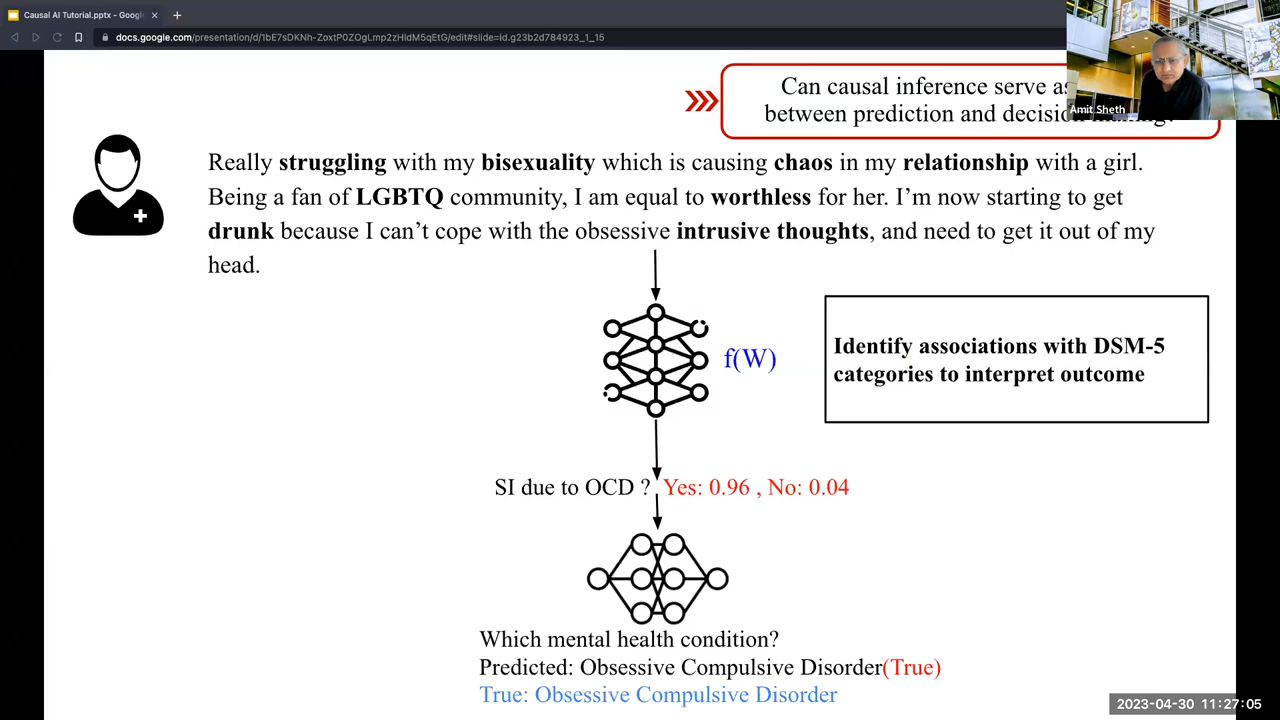 Causal AI Tutorial.pptx - Googl
docs.google.com/presentation/d/1bE7sDKNh-ZoxtP0ZOgLmp2zHIdM5qEtG/edit#slide=id.g23b2d784923_1_15
Amit Sheth
Can causal inference serve as
between prediction and decision making?
Really struggling with my bisexuality which is causing chaos in my relationship with a girl.
Being a fan of LGBTQ community, I am equal to worthless for her. I'm now starting to get
drunk because I can't cope with the obsessive intrusive thoughts, and need to get it out of my
head.
f(W)
Identify associations with DSM-5
categories to interpret outcome
SI due to OCD ? Yes: 0.96 , No: 0.04
Which mental health condition?
Predicted: Obsessive Compulsive Disorder(True)
True: Obsessive Compulsive Disorder
2023-04-30 11:27:05